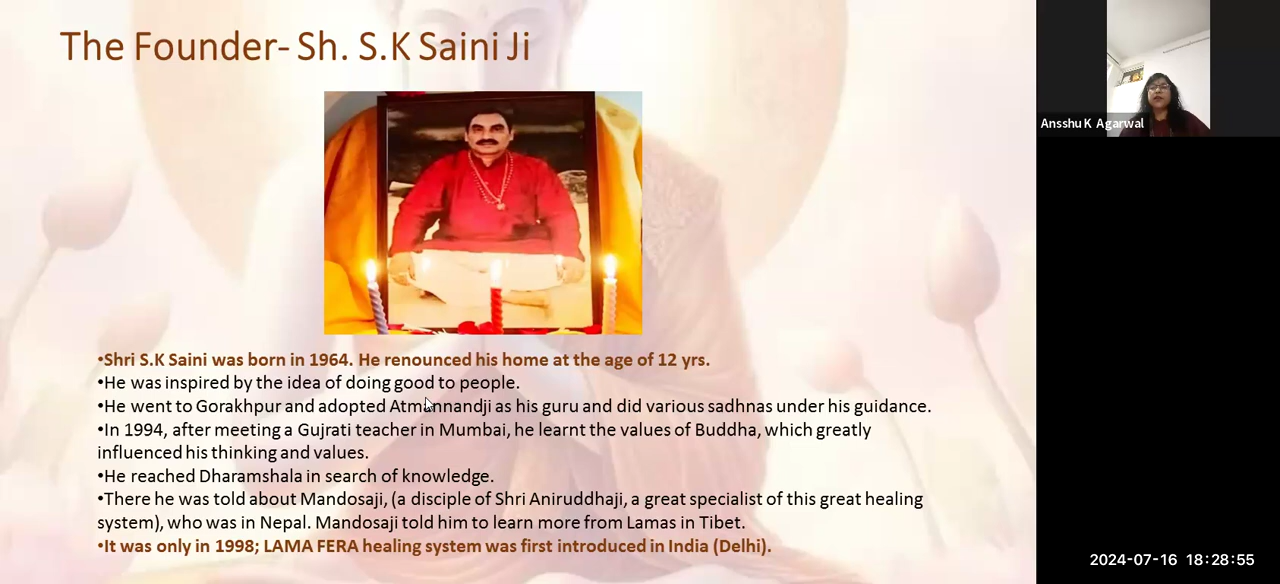 The Founder- Sh. S.K Saini Ji
Ansshu K Agarwal
•Shri S.K Saini was born in 1964. He renounced his home at the age of 12 yrs.
•He was inspired by the idea of doing good to people.
•He went to Gorakhpur and adopted Atmannandji as his guru and did various sadhnas under his guidance.
•In 1994, after meeting a Gujrati teacher in Mumbai, he learnt the values of Buddha, which greatly
influenced his thinking and values.
•He reached Dharamshala in search of knowledge.
•There he was told about Mandosaji, (a disciple of Shri Aniruddhaji, a great specialist of this great healing
system), who was in Nepal. Mandosaji told him to learn more from Lamas in Tibet.
•It was only in 1998; LAMA FERA healing system was first introduced in India (Delhi).
2024-07-16 18:28:55